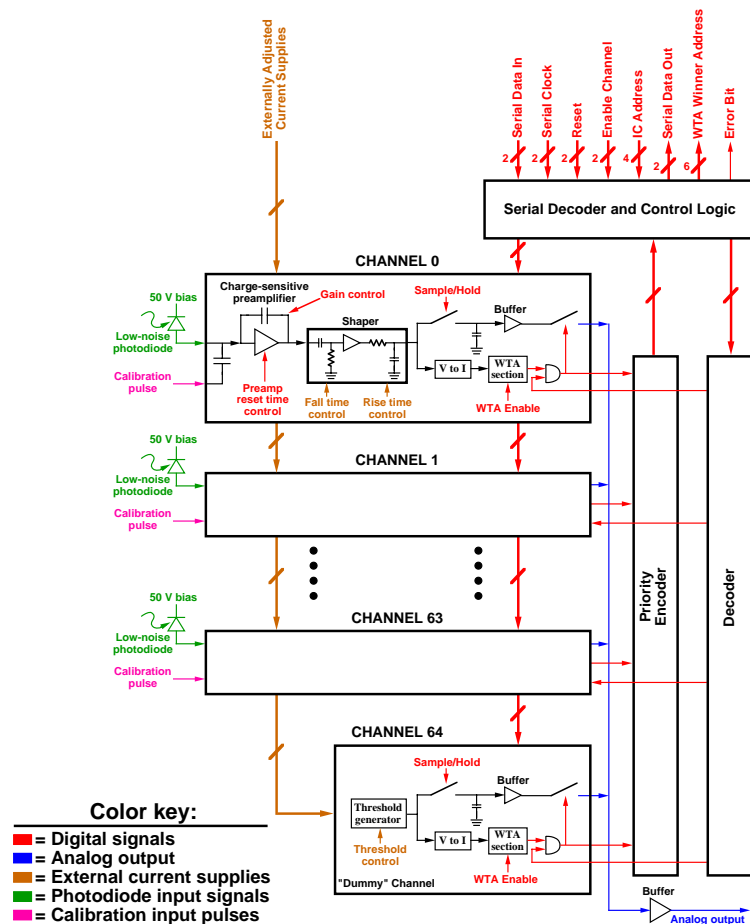 Externally Adjusted
Current Supplies
Serial Data In
Serial Clock
Reset
Enable Channel
IC Address
Serial Data Out
WTA Winner Address
Error Bit
2
2
2
2
4
2
6
Serial Decoder and Control Logic
CHANNEL 0
50 V bias
Low-noise
photodiode
Calibration
pulse
Charge-sensitive
preamplifier
Gain control
Preamp
reset time
control
Shaper
Fall time
control
Rise time
control
Sample/Hold
Buffer
V to I
WTA
section
WTA Enable
CHANNEL 1
50 V bias
Low-noise
photodiode
Calibration
pulse
CHANNEL 63
50 V bias
Low-noise
photodiode
Calibration
pulse
Priority
Encoder
Decoder
CHANNEL 64
Sample/Hold
Buffer
Threshold
generator
Threshold
control
V to I
WTA
section
WTA Enable
"Dummy" Channel
Buffer
Analog output
Color key:
= Digital signals
= Analog output
= External current supplies
= Photodiode input signals
= Calibration input pulses